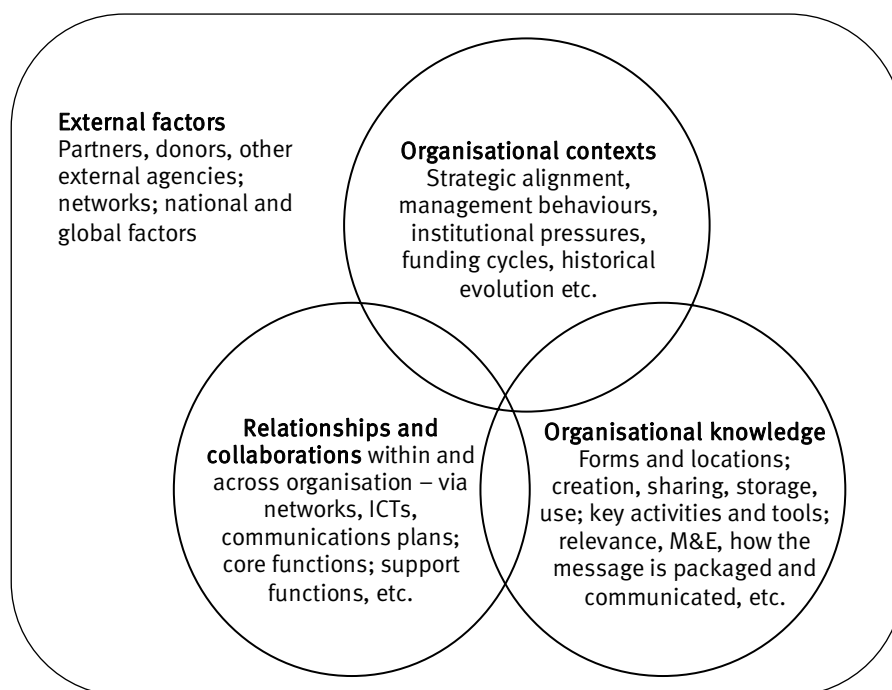 External factors
Partners, donors, other
external agencies;
networks; national and
global factors
Organisational contexts
Strategic alignment,
management behaviours,
institutional pressures,
funding cycles, historical
evolution etc.
Relationships and
collaborations within and
across organisation – via
networks, ICTs,
communications plans;
core functions; support
functions, etc.
Organisational knowledge
Forms and locations;
creation, sharing, storage,
use; key activities and tools;
relevance, M&E, how the
message is packaged and
communicated, etc.